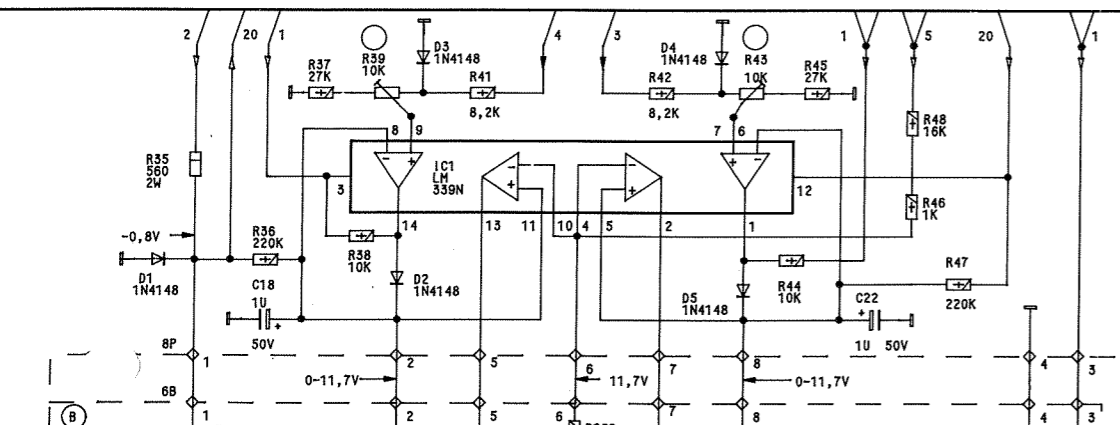 2
20
1
4
3
1
5
20
1
R37
27K
R39
10K
D3
1N4148
R41
8,2K
R42
8,2K
D4
1N4148
R43
10K
R45
27K
R48
16K
R35
560
2W
8
9
-
+
IC1
LM
339N
-
+
-
+
7
6
+
-
3
12
R46
1K
14
13
11
10
4
5
2
1
-0,8V
R36
220K
R38
10K
D1
1N4148
C18
1U
+
50V
D2
1N4148
D5
1N4148
R44
10K
C22
+
1U
50V
R47
220K
8P
1
2
5
6
7
8
4
3
0-11,7V
11,7V
0-11,7V
6B
B
1
2
5
6
7
8
4
3